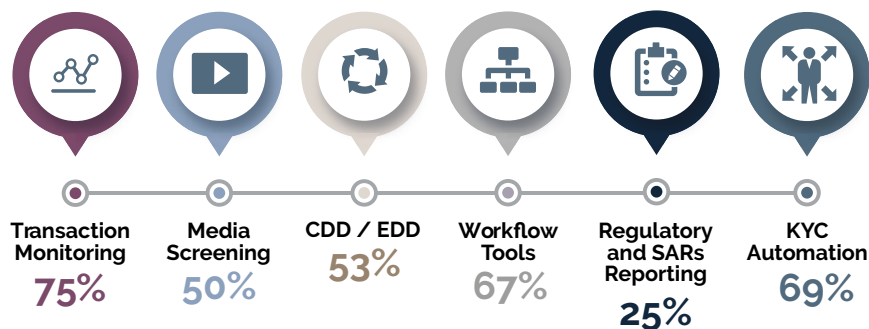 Transaction
Monitoring
75%
Media
Screening
50%
CDD / EDD
53%
Workflow
Tools
67%
Regulatory
and SARs
Reporting
25%
KYC
Automation
69%